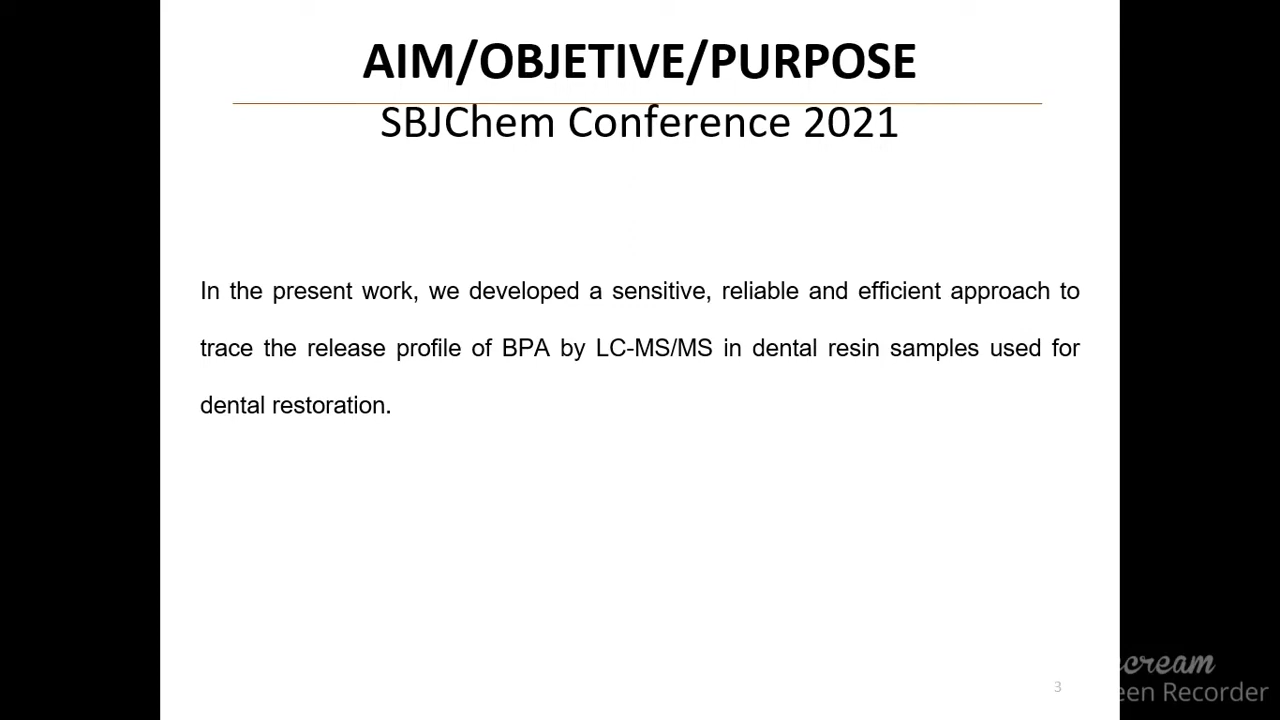 AIM/OBJETIVE/PURPOSE
SBJChem Conference 2021
In the present work, we developed a sensitive, reliable and efficient approach to
trace the release profile of BPA by LC-MS/MS in dental resin samples used for
dental restoration.
3
Recorder